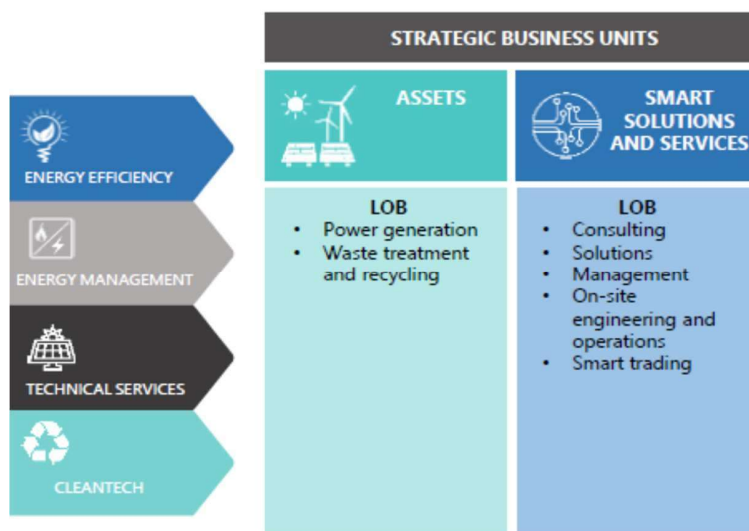 STRATEGIC BUSINESS UNITS
ENERGY EFFICIENCY
ENERGY MANAGEMENT
TECHNICAL SERVICES
CLEANTECH
ASSETS
LOB
• Power generation
• Waste treatment
and recycling
SMART
SOLUTIONS
AND SERVICES
LOB
• Consulting
• Solutions
• Management
• On-site
engineering and
operations
• Smart trading